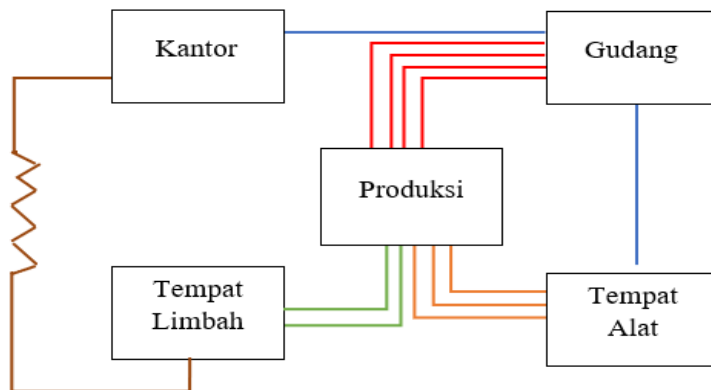 Kantor
Gudang
Produksi
Tempat
Limbah
Tempat
Alat